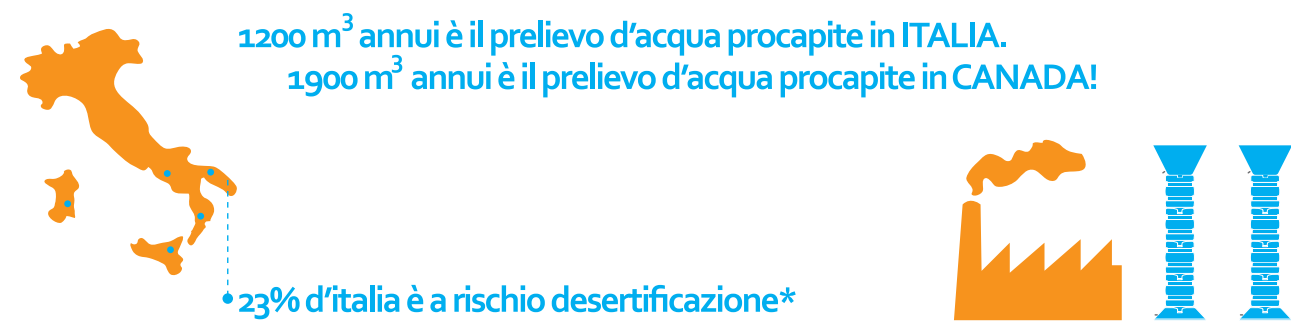 1200 m³ annui è il prelievo d'acqua procapite in ITALIA.
1900 m³ annui è il prelievo d'acqua procapite in CANADA!
23% d'italia è a rischio desertificazione*